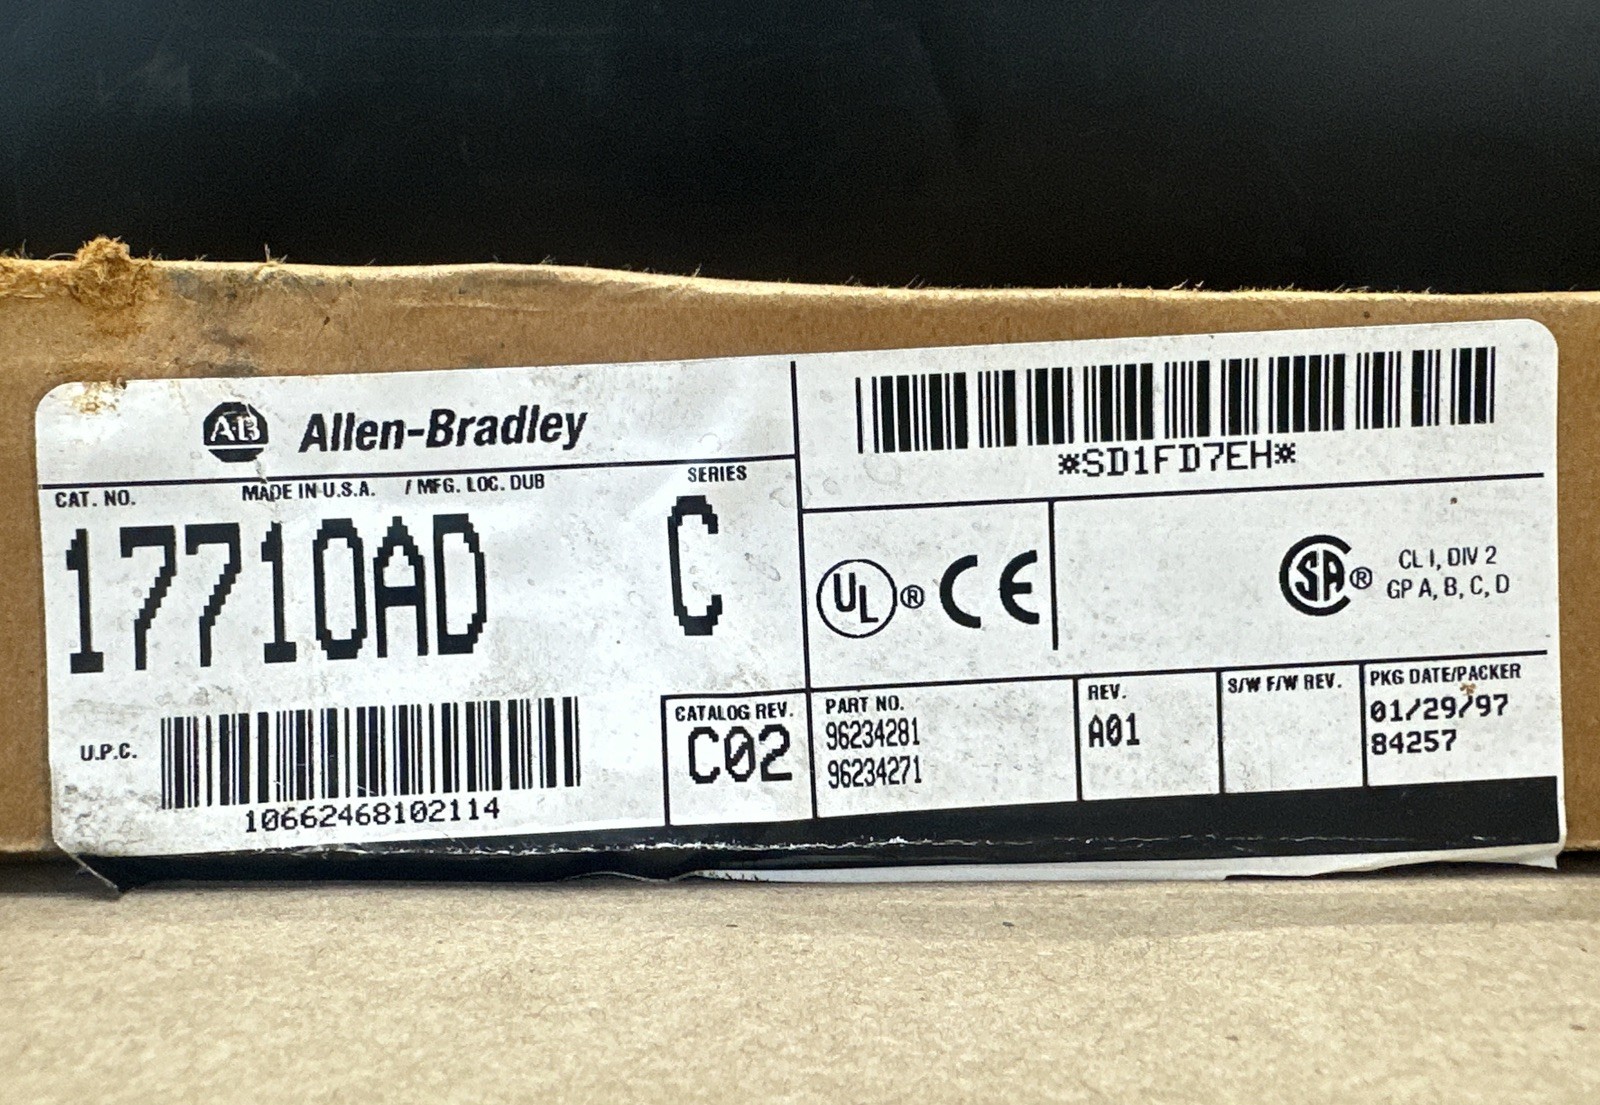 AB Allen-Bradley
*SD1FD7EH*
CAT. NO. MADE IN U.S.A. / MFG. LOC. DUB SERIES
17710AD C
UL® CE
SA® CL I, DIV 2
GP A, B, C, D
U.P.C.
10662468102114
CATALOG REV.
C02
PART NO.
96234281
96234271
REV.
A01
S/W F/W REV.
PKG DATE/PACKER
01/29/97
84257